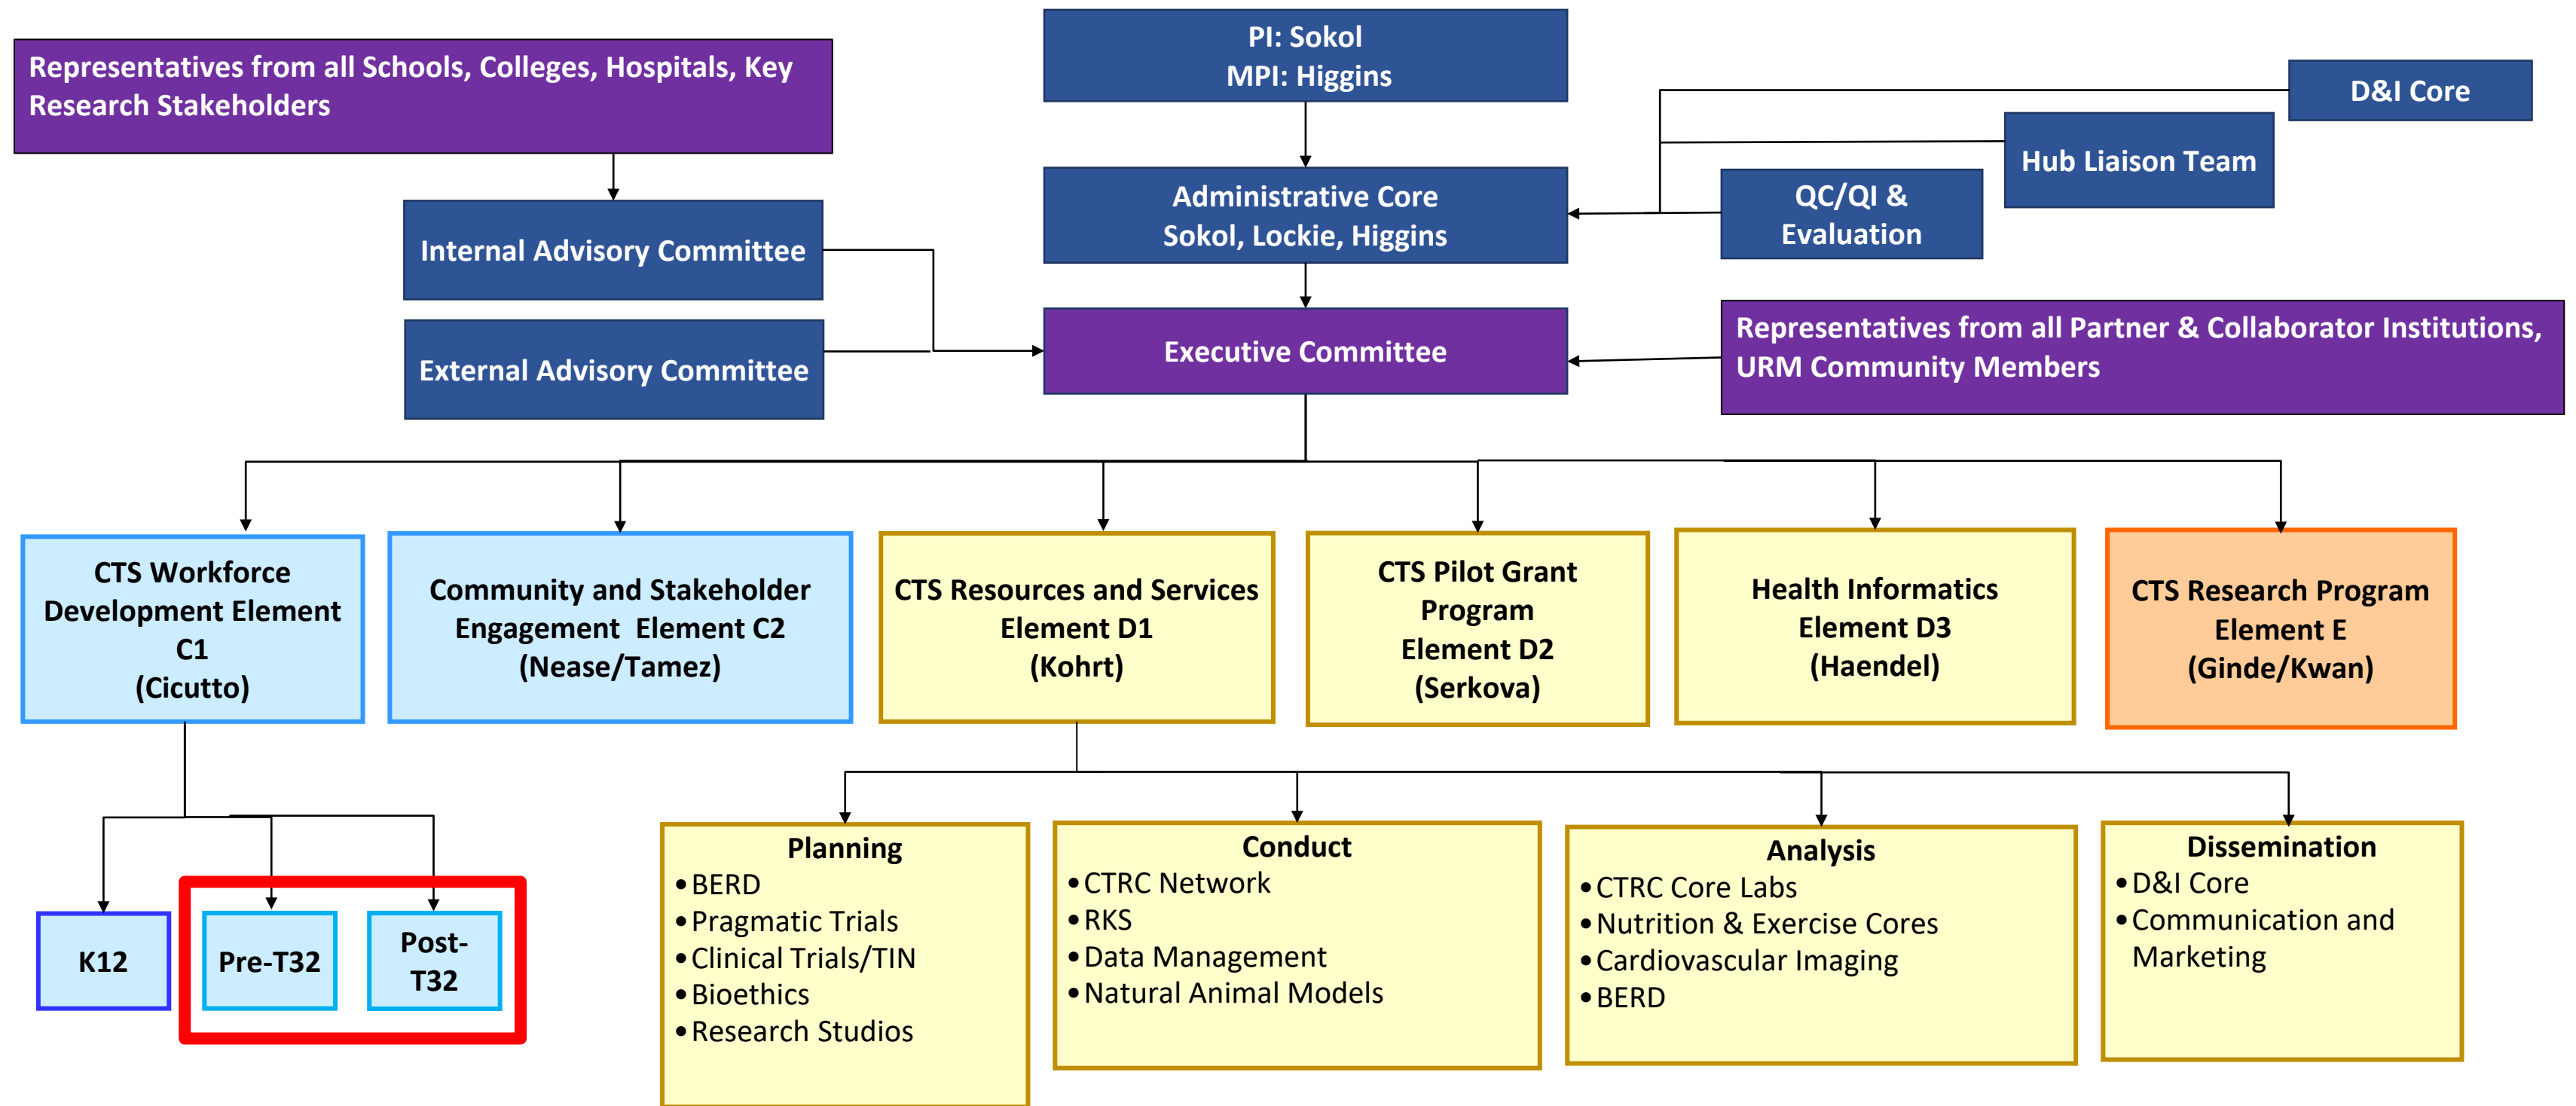 PI: Sokol
MPI: Higgins
Representatives from all Schools, Colleges, Hospitals, Key
Research Stakeholders
D&I Core
Hub Liaison Team
QC/QI &
Evaluation
Administrative Core
Sokol, Lockie, Higgins
Internal Advisory Committee
External Advisory Committee
Executive Committee
Representatives from all Partner & Collaborator Institutions,
URM Community Members
CTS Workforce
Development Element
C1
(Cicutto)
Community and Stakeholder
Engagement  Element C2
(Nease/Tamez)
CTS Resources and Services
Element D1
(Kohrt)
CTS Pilot Grant
Program
Element D2
(Serkova)
Health Informatics
Element D3
(Haendel)
CTS Research Program
Element E
(Ginde/Kwan)
K12
Pre-T32
Post-
T32
Planning
•BERD
•Pragmatic Trials
•Clinical Trials/TIN
•Bioethics
•Research Studios
Conduct
•CTRC Network
•RKS
•Data Management
•Natural Animal Models
Analysis
•CTRC Core Labs
•Nutrition & Exercise Cores
•Cardiovascular Imaging
•BERD
Dissemination
•D&I Core
•Communication and
Marketing